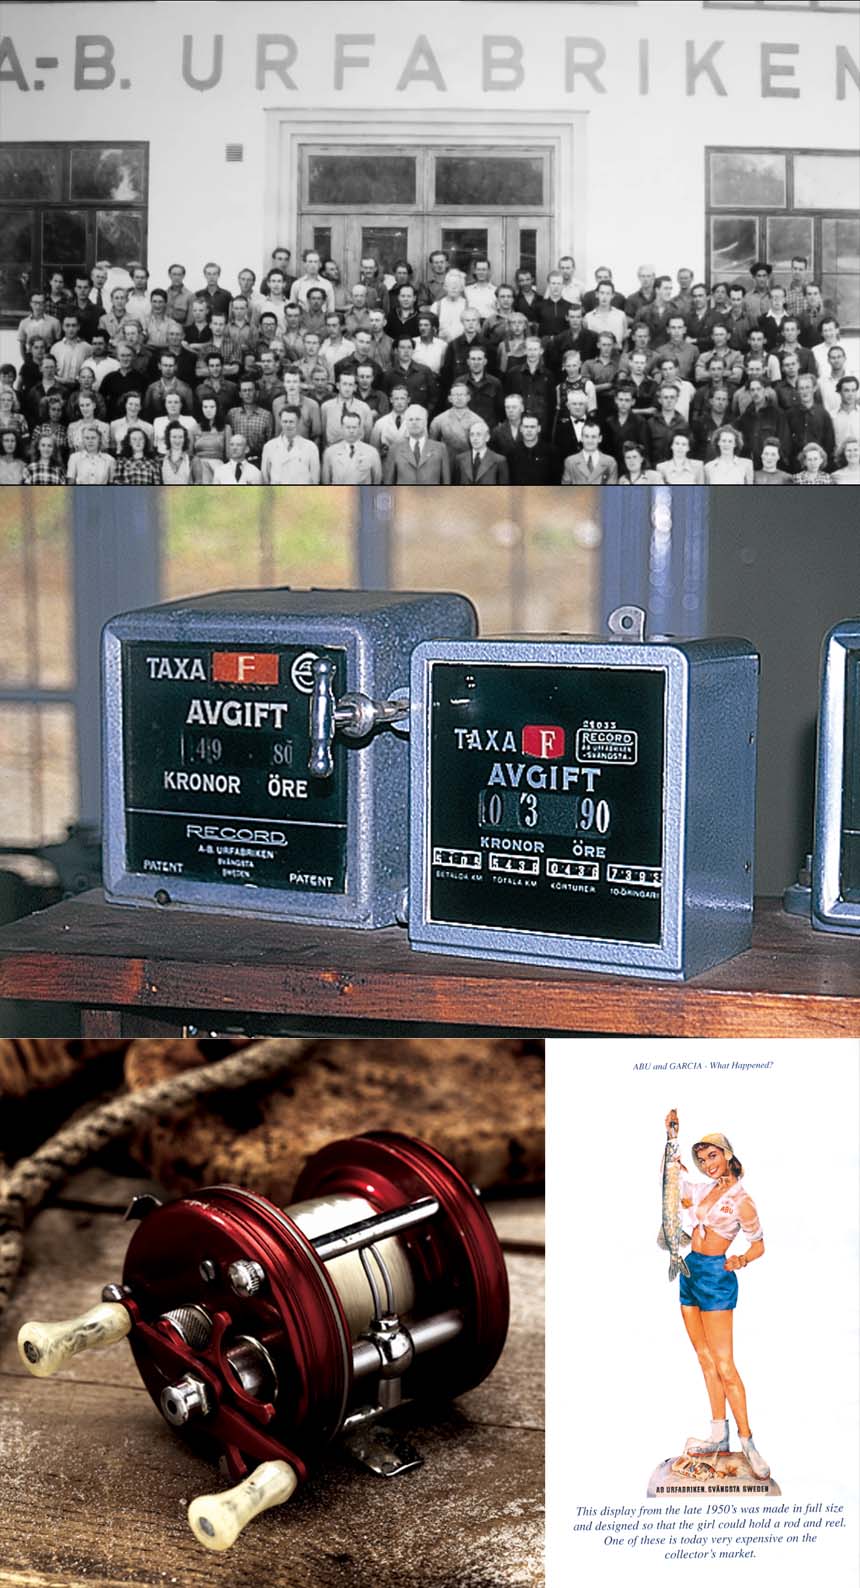 A.-B. URFABRIKEN
TAXA F
AVGIFT
49 80
KRONOR ÖRE
RECORD
A-B. URFABRIKEN
SVÄNGSTA
SWEDEN
PATENT PATENT
TAXA F
21033
RECORD
AB URFABRIKEN
SVÄNGSTA
AVGIFT
0 3 90
KRONOR ÖRE
BETALDA KM TOTALA KM KÖRTURER 10-ÖRINGAR
ABU and GARCIA - What Happened?
ABU
AB URFABRIKEN, SVÄNGSTA SWEDEN
This display from the late 1950's was made in full size
and designed so that the girl could hold a rod and reel.
One of these is today very expensive on the
collector's market.